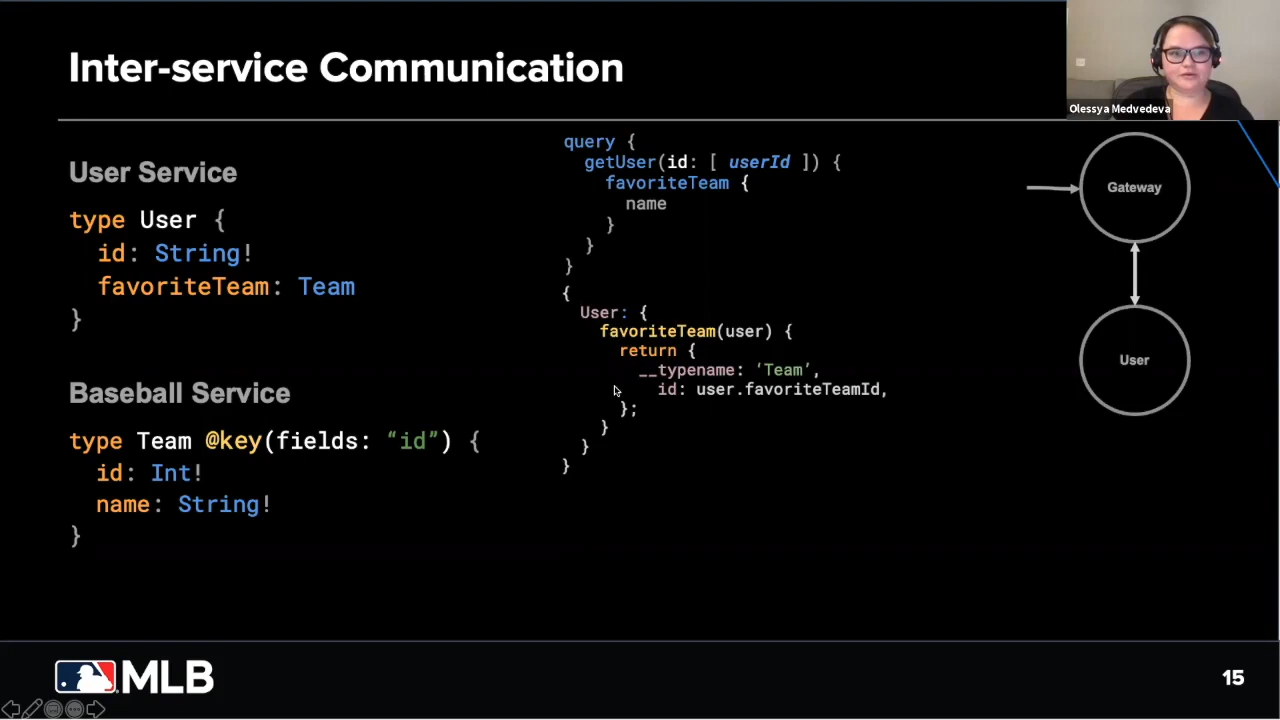 Inter-service Communication
Olessya Medvedeva
User Service
type User {
id: String!
favoriteTeam: Team
}
Baseball Service
type Team @key(fields: “id”) {
id: Int!
name: String!
}
query {
getUser(id: [ userId ]) {
favoriteTeam {
name
}
}
}
{
User: {
favoriteTeam(user) {
return {
__typename: ‘Team’,
id: user.favoriteTeamId,
};
}
}
}
Gateway
User
MLB
15